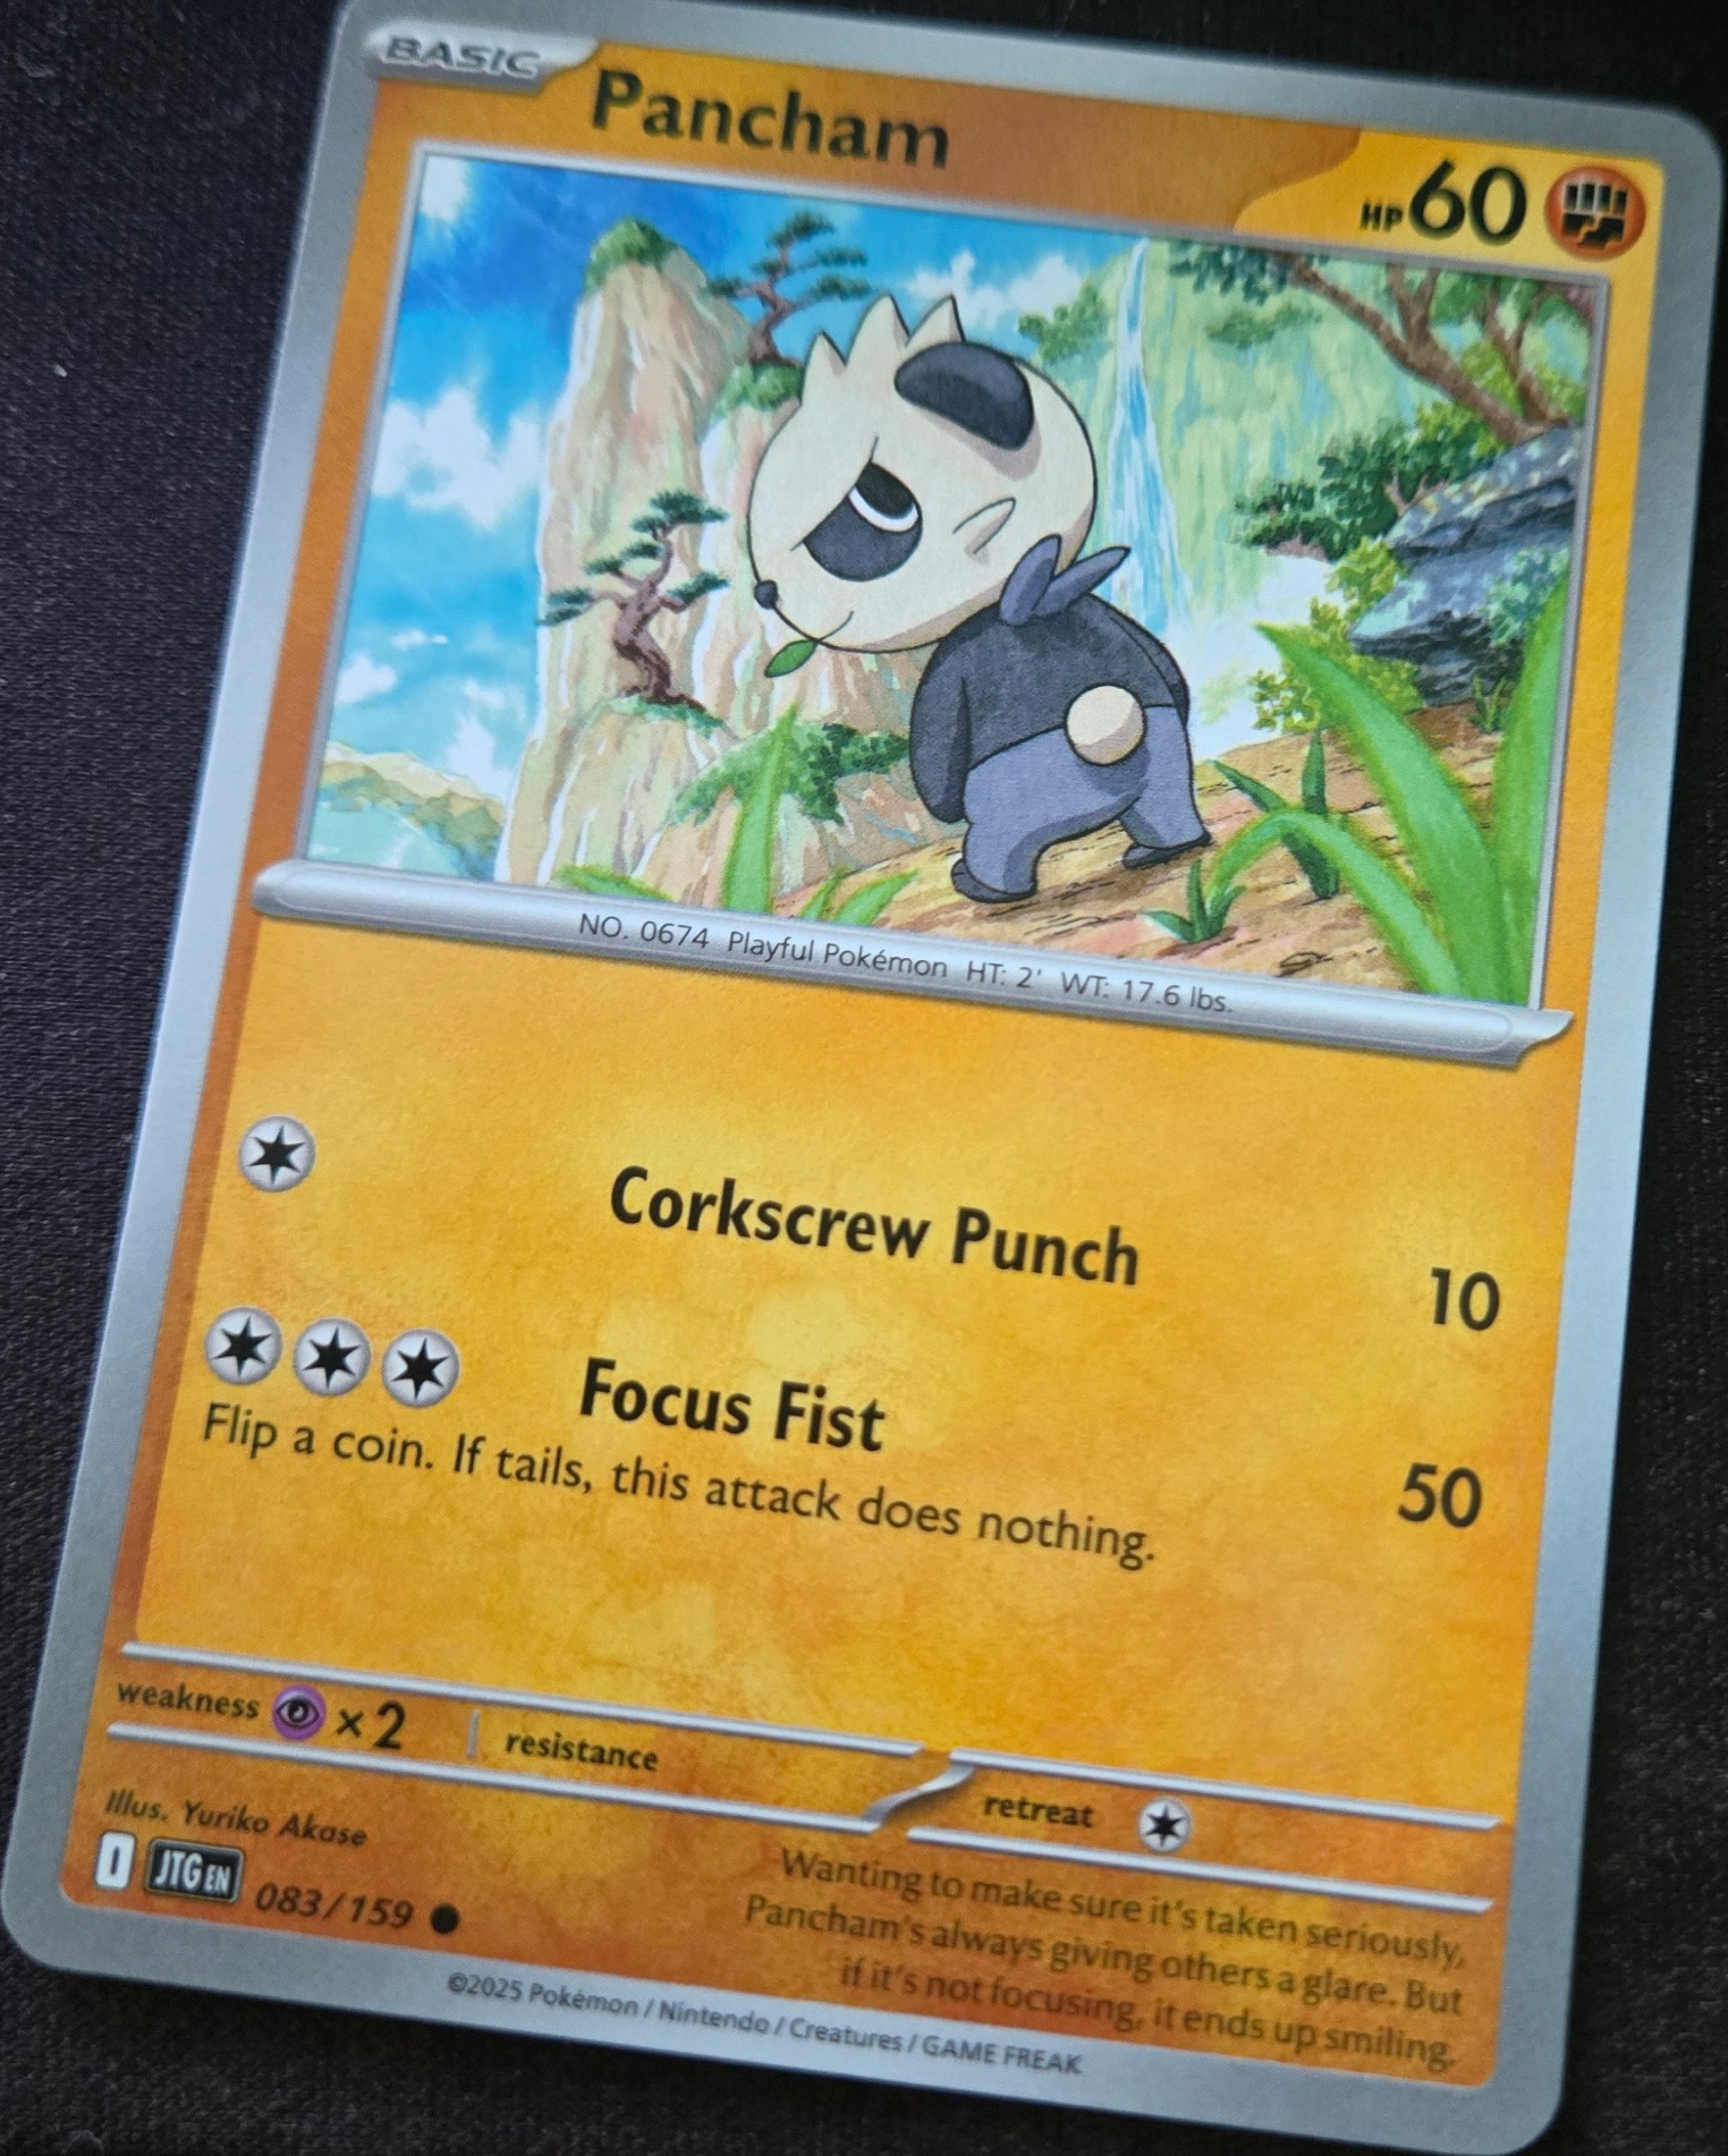 BASIC
Pancham
HP 60
NO. 0674 Playful Pokémon HT: 2' WT: 17.6 lbs.
Corkscrew Punch 10
Focus Fist 50
Flip a coin. If tails, this attack does nothing.
weakness ×2 resistance
retreat
Illus. Yuriko Akase
I JTG EN 083/159
Wanting to make sure it's taken seriously,
Pancham's always giving others a glare. But
if it's not focusing, it ends up smiling.
©2025 Pokémon / Nintendo / Creatures / GAME FREAK